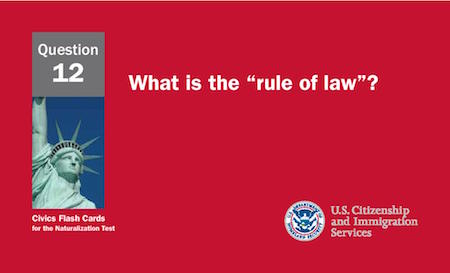 Question
12
What is the “rule of law”?
Civics Flash Cards
for the Naturalization Test
U.S. Citizenship
and Immigration
Services